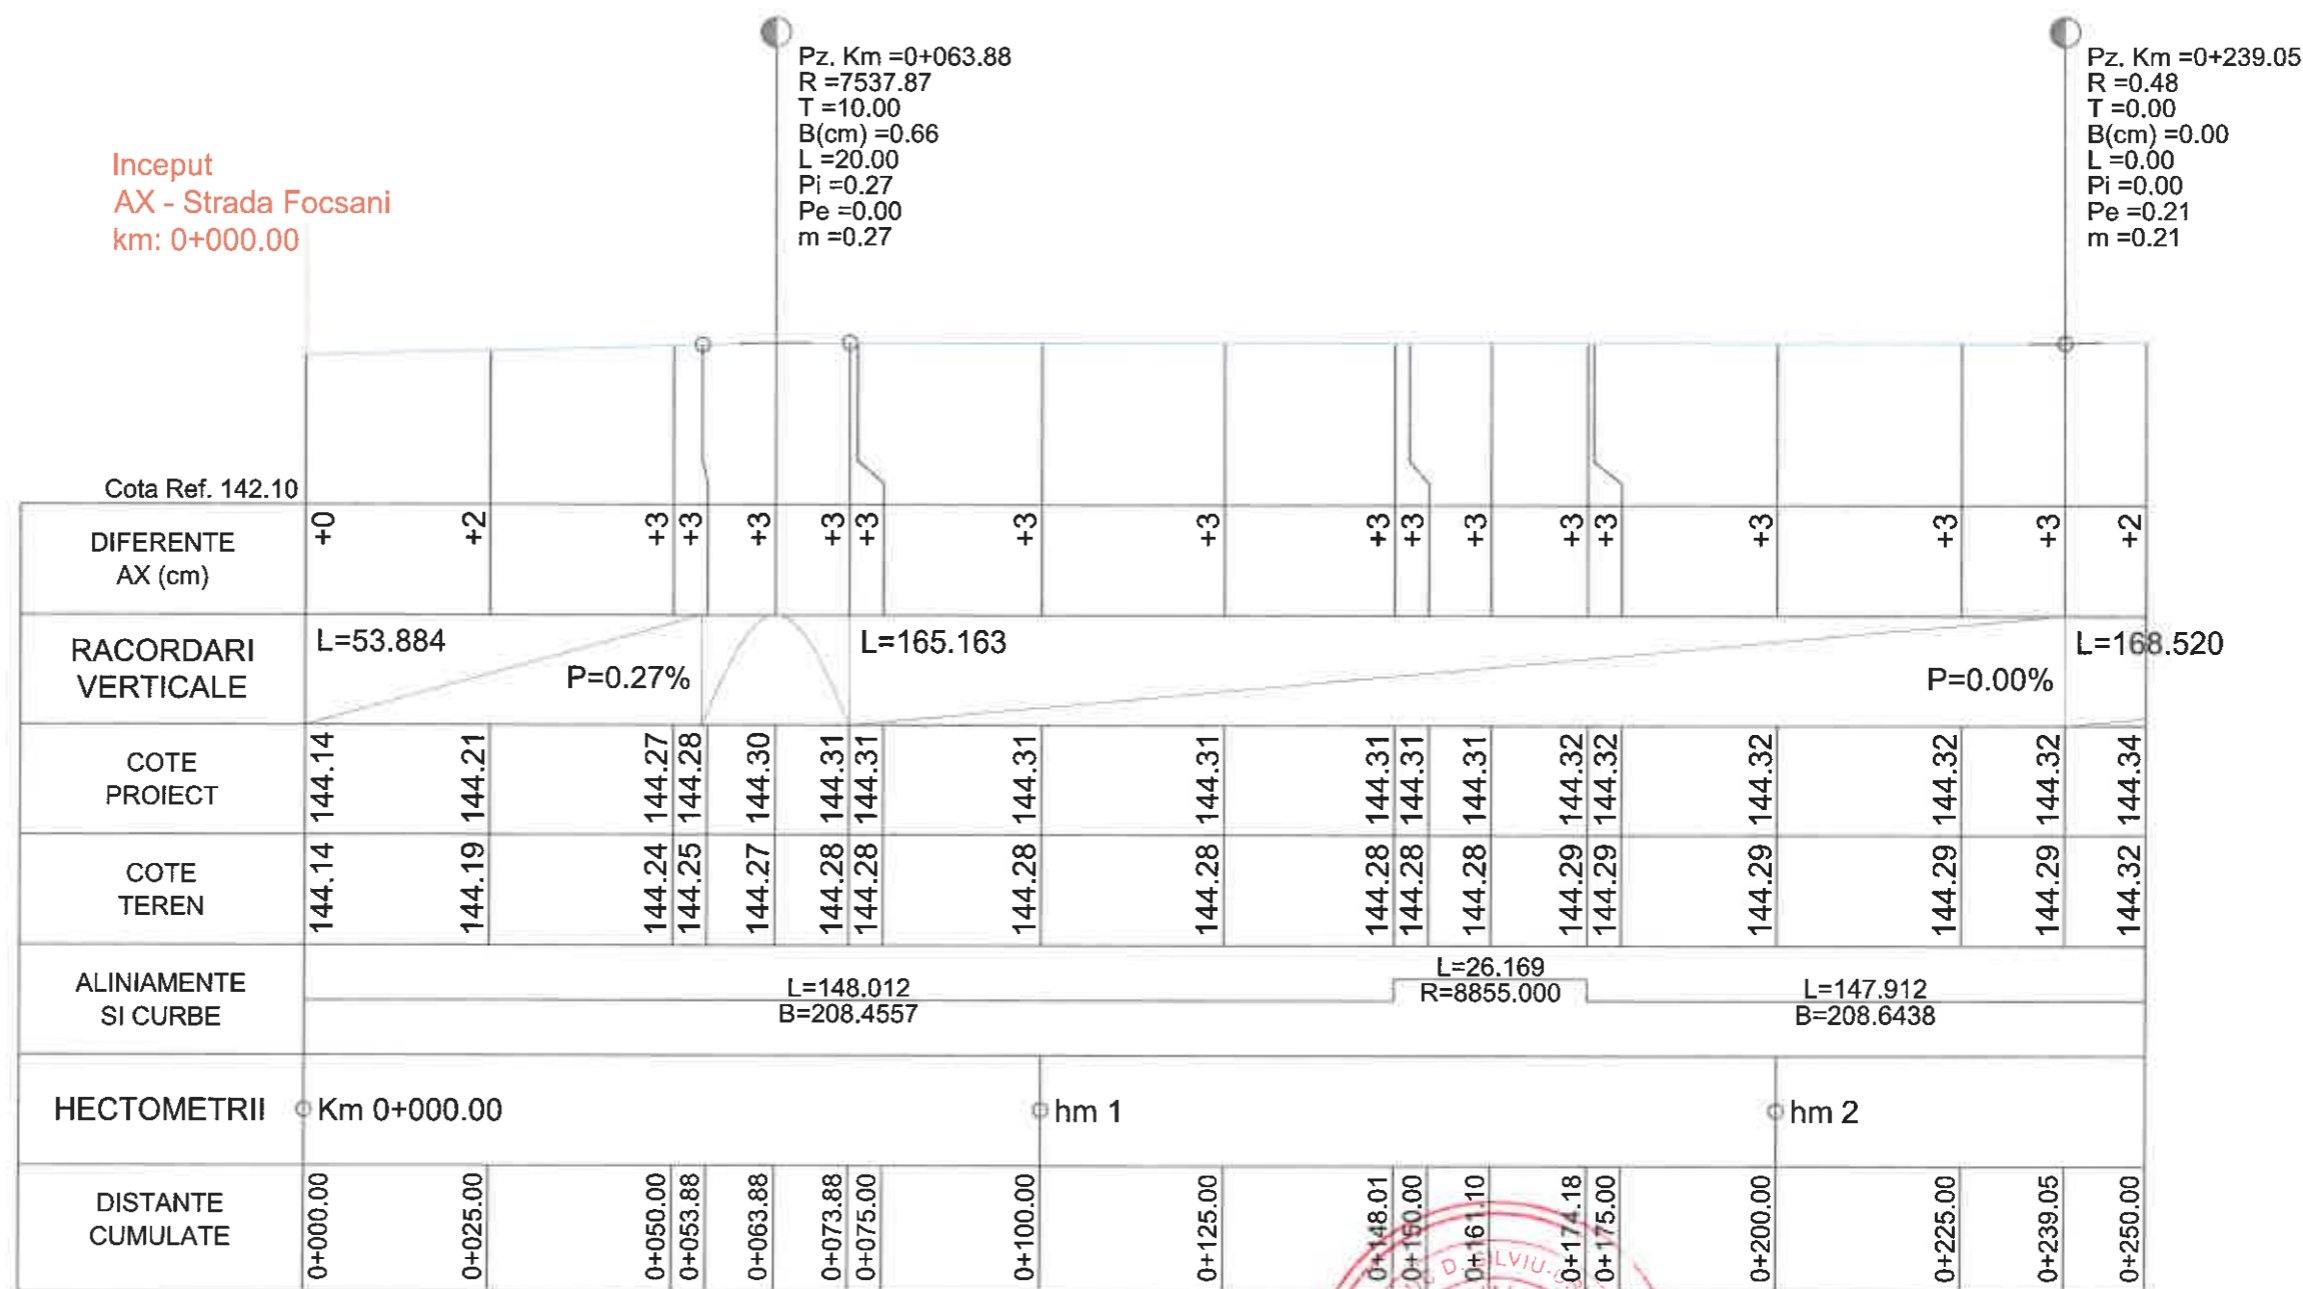 Pz. Km =0+063.88
R =7537.87
T =10.00
B(cm) =0.66
L =20.00
Pi =0.27
Pe =0.00
m =0.27
Pz. Km =0+239.05
R =0.48
T =0.00
B(cm) =0.00
L =0.00
Pi =0.00
Pe =0.21
m =0.21
Inceput
AX - Strada Focsani
km: 0+000.00
Cota Ref. 142.10
DIFERENTE
AX (cm)
+0 +2 +3 +3 +3 +3 +3 +3 +3 +3 +3 +3 +3 +3 +3 +3 +3 +2
RACORDARI
VERTICALE
L=53.884
P=0.27%
L=165.163
P=0.00%
L=168.520
COTE
PROIECT
144.14 144.21 144.27 144.28 144.30 144.31 144.31 144.31 144.31 144.31 144.31 144.31 144.32 144.32 144.32 144.32 144.32 144.34
COTE
TEREN
144.14 144.19 144.24 144.25 144.27 144.28 144.28 144.28 144.28 144.28 144.28 144.28 144.29 144.29 144.29 144.29 144.29 144.32
ALINIAMENTE
SI CURBE
L=148.012
B=208.4557
L=26.169
R=8855.000
L=147.912
B=208.6438
HECTOMETRII
Km 0+000.00
hm 1
hm 2
DISTANTE
CUMULATE
0+000.00 0+025.00 0+050.00 0+053.88 0+063.88 0+073.88 0+075.00 0+100.00 0+125.00 0+148.01 0+150.00 0+161.10 0+174.18 0+175.00 0+200.00 0+225.00 0+239.05 0+250.00
D. SILVIU